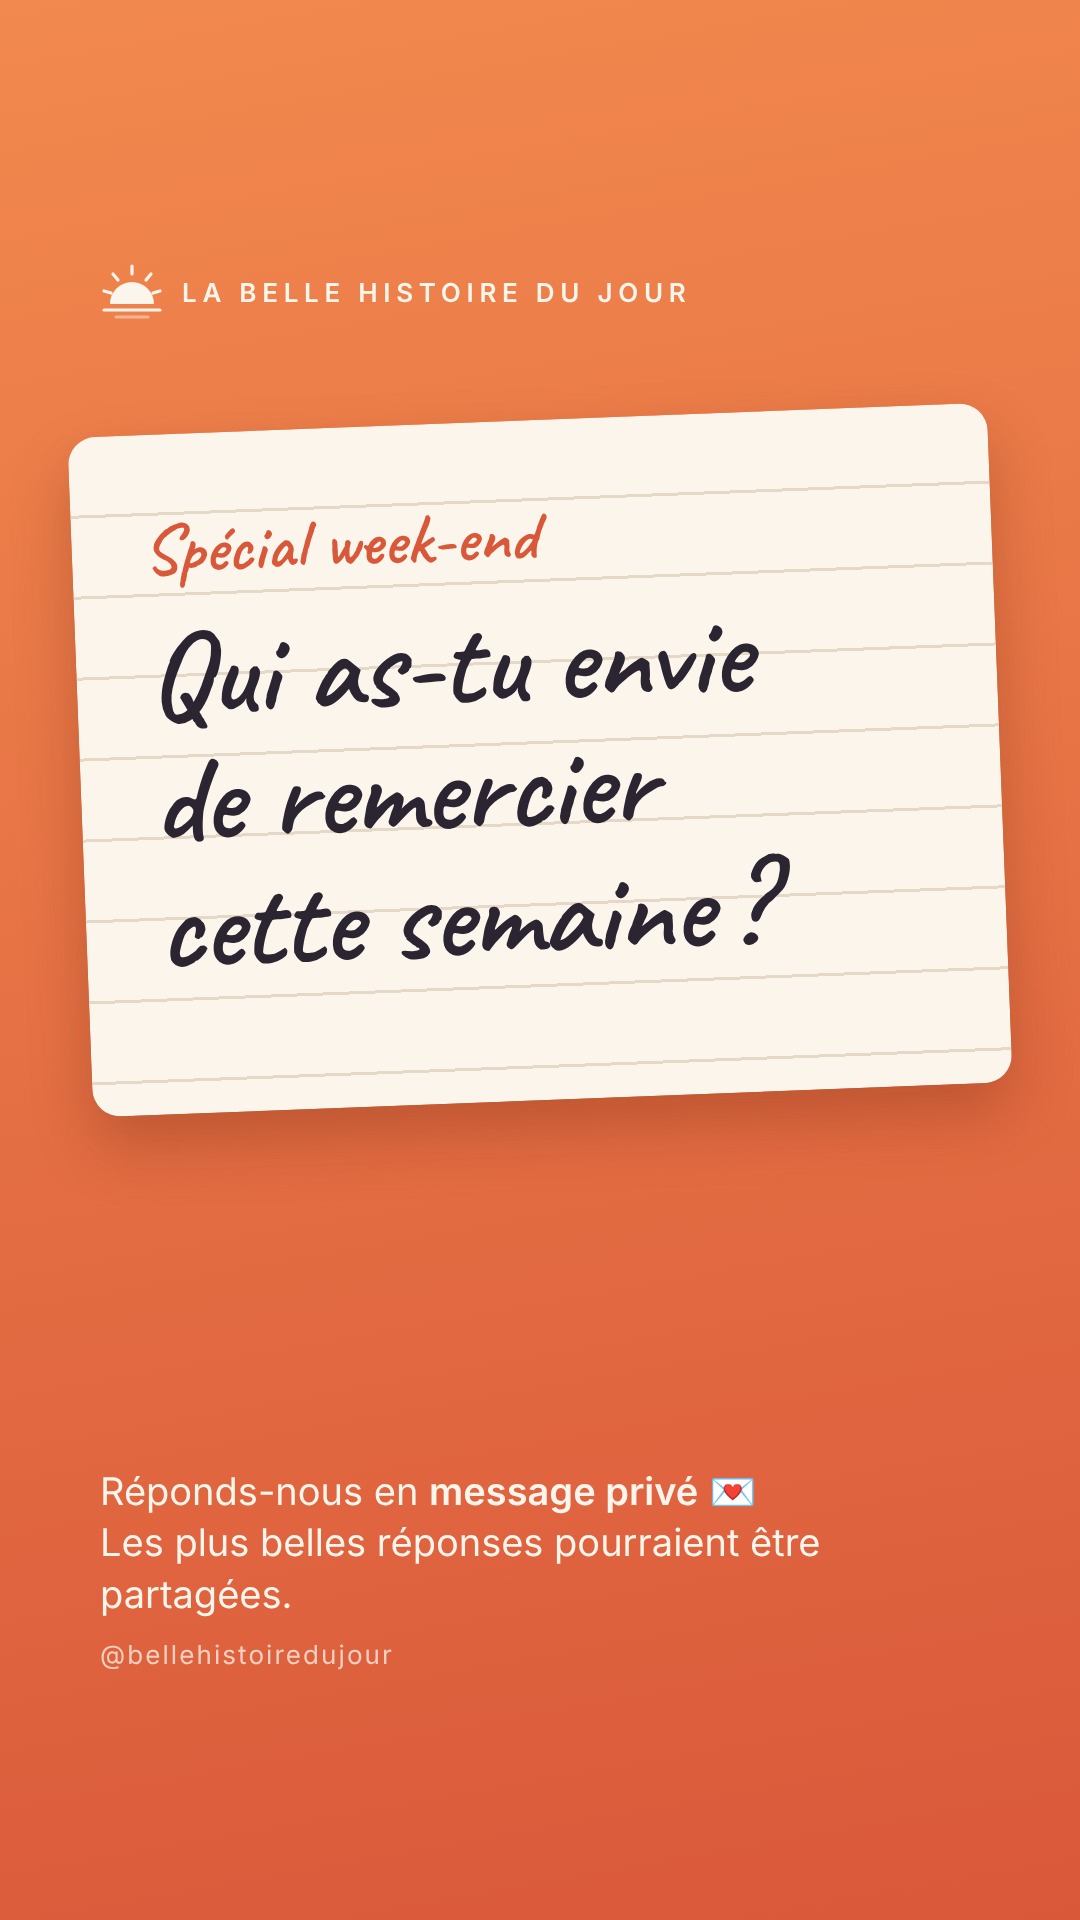 LA BELLE HISTOIRE DU JOUR
Spécial week-end
Qui as-tu envie
de remercier
cette semaine ?
Réponds-nous en message privé 💌
Les plus belles réponses pourraient être
partagées.
@bellehistoiredujour